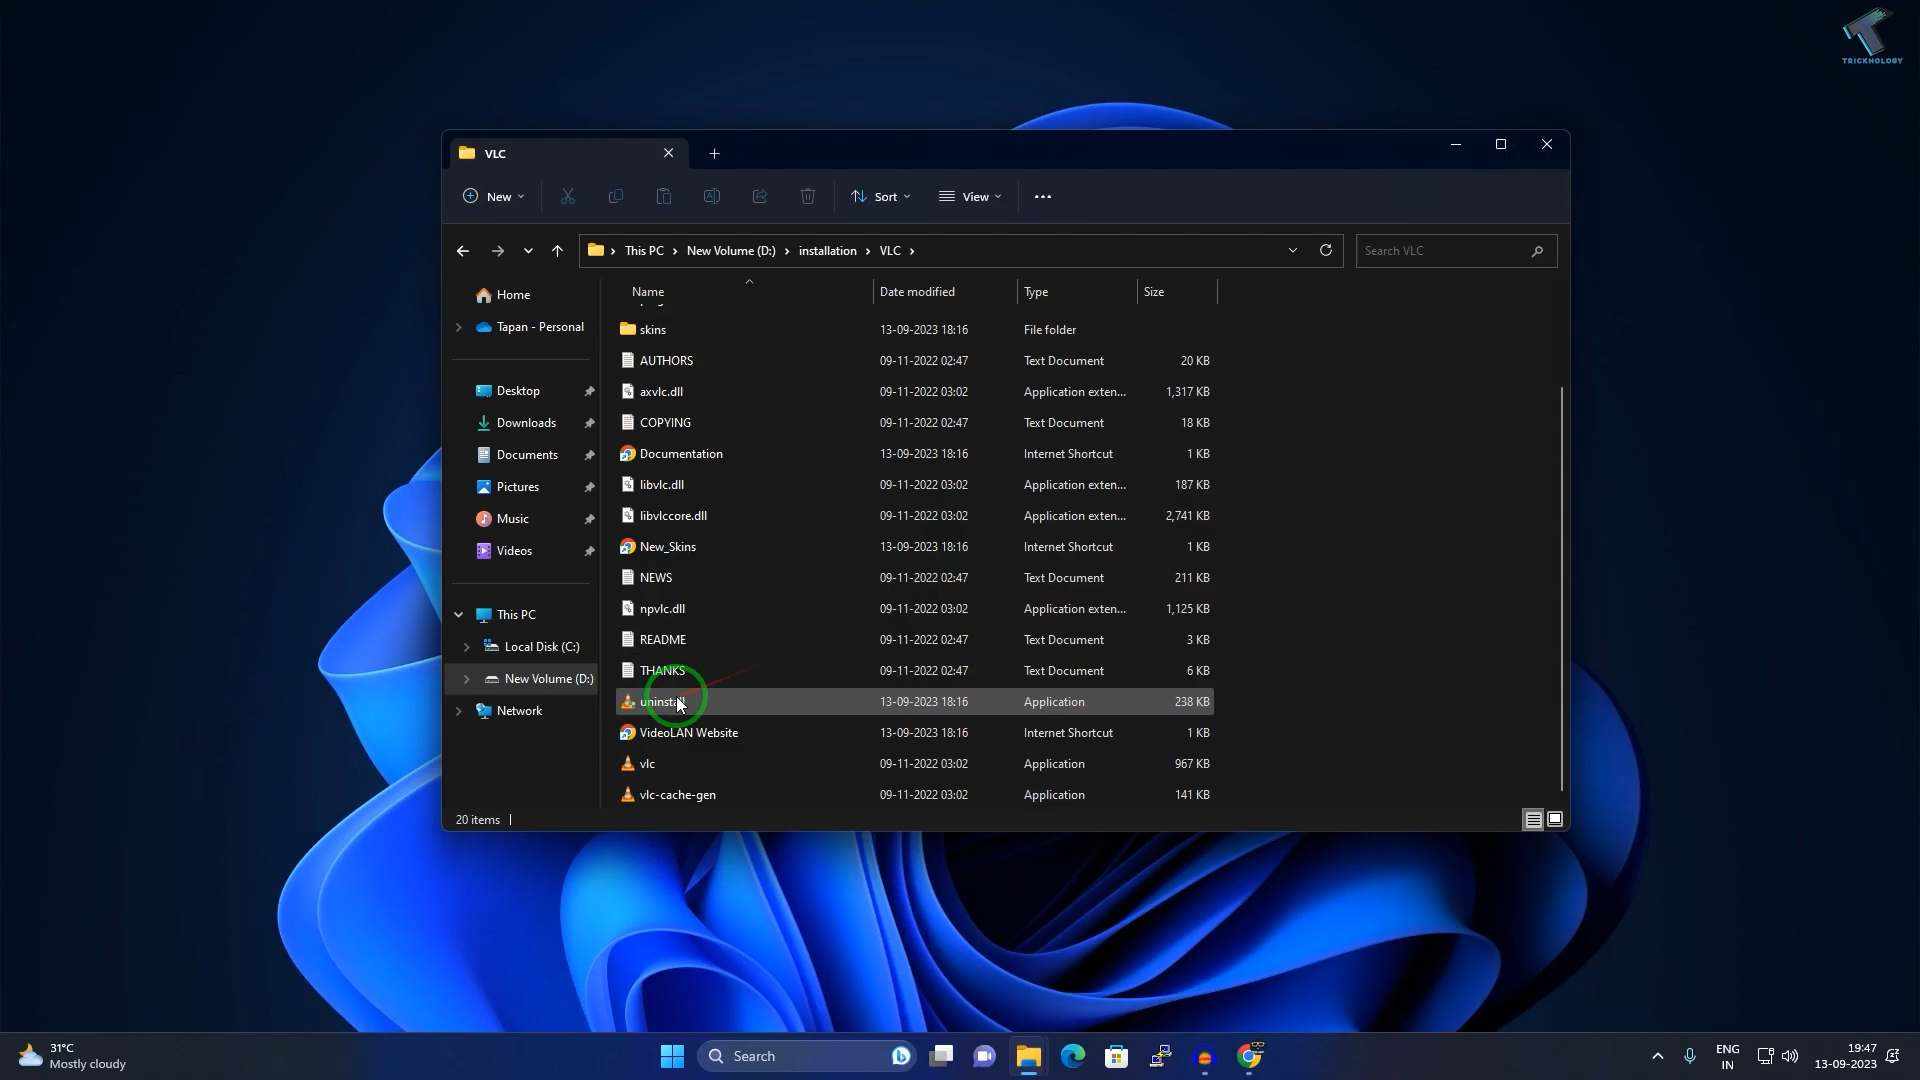 TRICKNOLOGY
VLC
New
Sort
View
This PC
New Volume (D:)
installation
VLC
Search VLC
Name
Date modified
Type
Size
Home
Tapan - Personal
Desktop
Downloads
Documents
Pictures
Music
Videos
This PC
Local Disk (C:)
New Volume (D:)
Network
skins 13-09-2023 18:16 File folder
AUTHORS 09-11-2022 02:47 Text Document 20 KB
axvlc.dll 09-11-2022 03:02 Application exten... 1,317 KB
COPYING 09-11-2022 02:47 Text Document 18 KB
Documentation 13-09-2023 18:16 Internet Shortcut 1 KB
libvlc.dll 09-11-2022 03:02 Application exten... 187 KB
libvlccore.dll 09-11-2022 03:02 Application exten... 2,741 KB
New_Skins 13-09-2023 18:16 Internet Shortcut 1 KB
NEWS 09-11-2022 02:47 Text Document 211 KB
npvlc.dll 09-11-2022 03:02 Application exten... 1,125 KB
README 09-11-2022 02:47 Text Document 3 KB
THANKS 09-11-2022 02:47 Text Document 6 KB
uninstall 13-09-2023 18:16 Application 238 KB
VideoLAN Website 13-09-2023 18:16 Internet Shortcut 1 KB
vlc 09-11-2022 03:02 Application 967 KB
vlc-cache-gen 09-11-2022 03:02 Application 141 KB
20 items
31°C
Mostly cloudy
Search
ENG
IN
19:47
13-09-2023